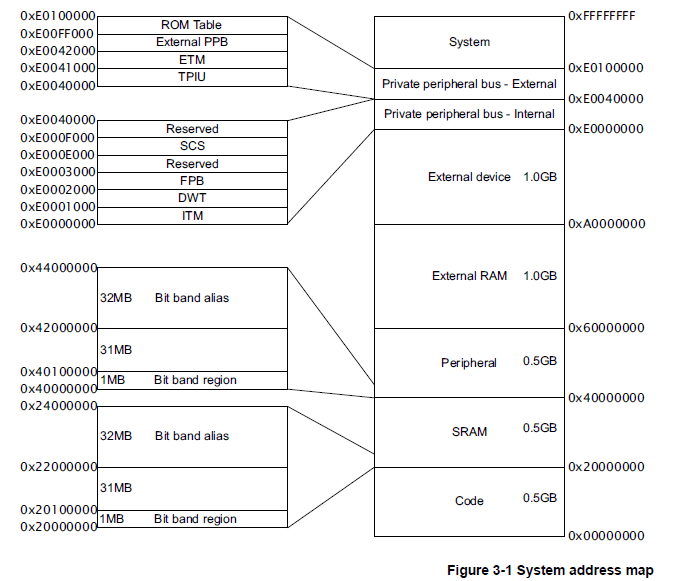 0xE0100000
ROM Table
0xE00FF000
External PPB
0xE0042000
ETM
0xE0041000
TPIU
0xE0040000
0xE0040000
Reserved
0xE000F000
SCS
0xE000E000
Reserved
0xE0003000
FPB
0xE0002000
DWT
0xE0001000
ITM
0xE0000000
0x44000000
32MB Bit band alias
0x42000000
31MB
0x40100000
1MB Bit band region
0x40000000
0x24000000
32MB Bit band alias
0x22000000
31MB
0x20100000
1MB Bit band region
0x20000000
0xFFFFFFFF
System
0xE0100000
Private peripheral bus - External
0xE0040000
Private peripheral bus - Internal
0xE0000000
External device 1.0GB
0xA0000000
External RAM 1.0GB
0x60000000
Peripheral 0.5GB
0x40000000
SRAM 0.5GB
0x20000000
Code 0.5GB
0x00000000
Figure 3-1 System address map